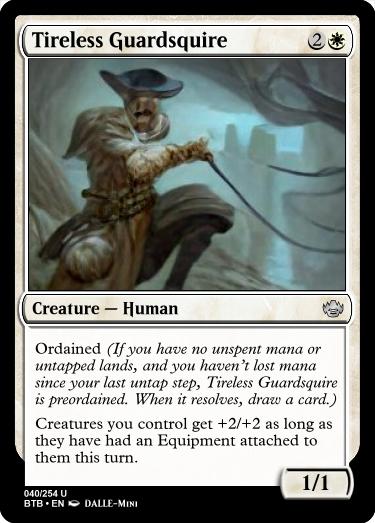 Tireless Guardsquire 2
Creature — Human
Ordained (If you have no unspent mana or
untapped lands, and you haven't lost mana
since your last untap step, Tireless Guardsquire
is preordained. When it resolves, draw a card.)
Creatures you control get +2/+2 as long as
they have had an Equipment attached to
them this turn.
1/1
040/254 U
BTB • EN DALLE-Mini